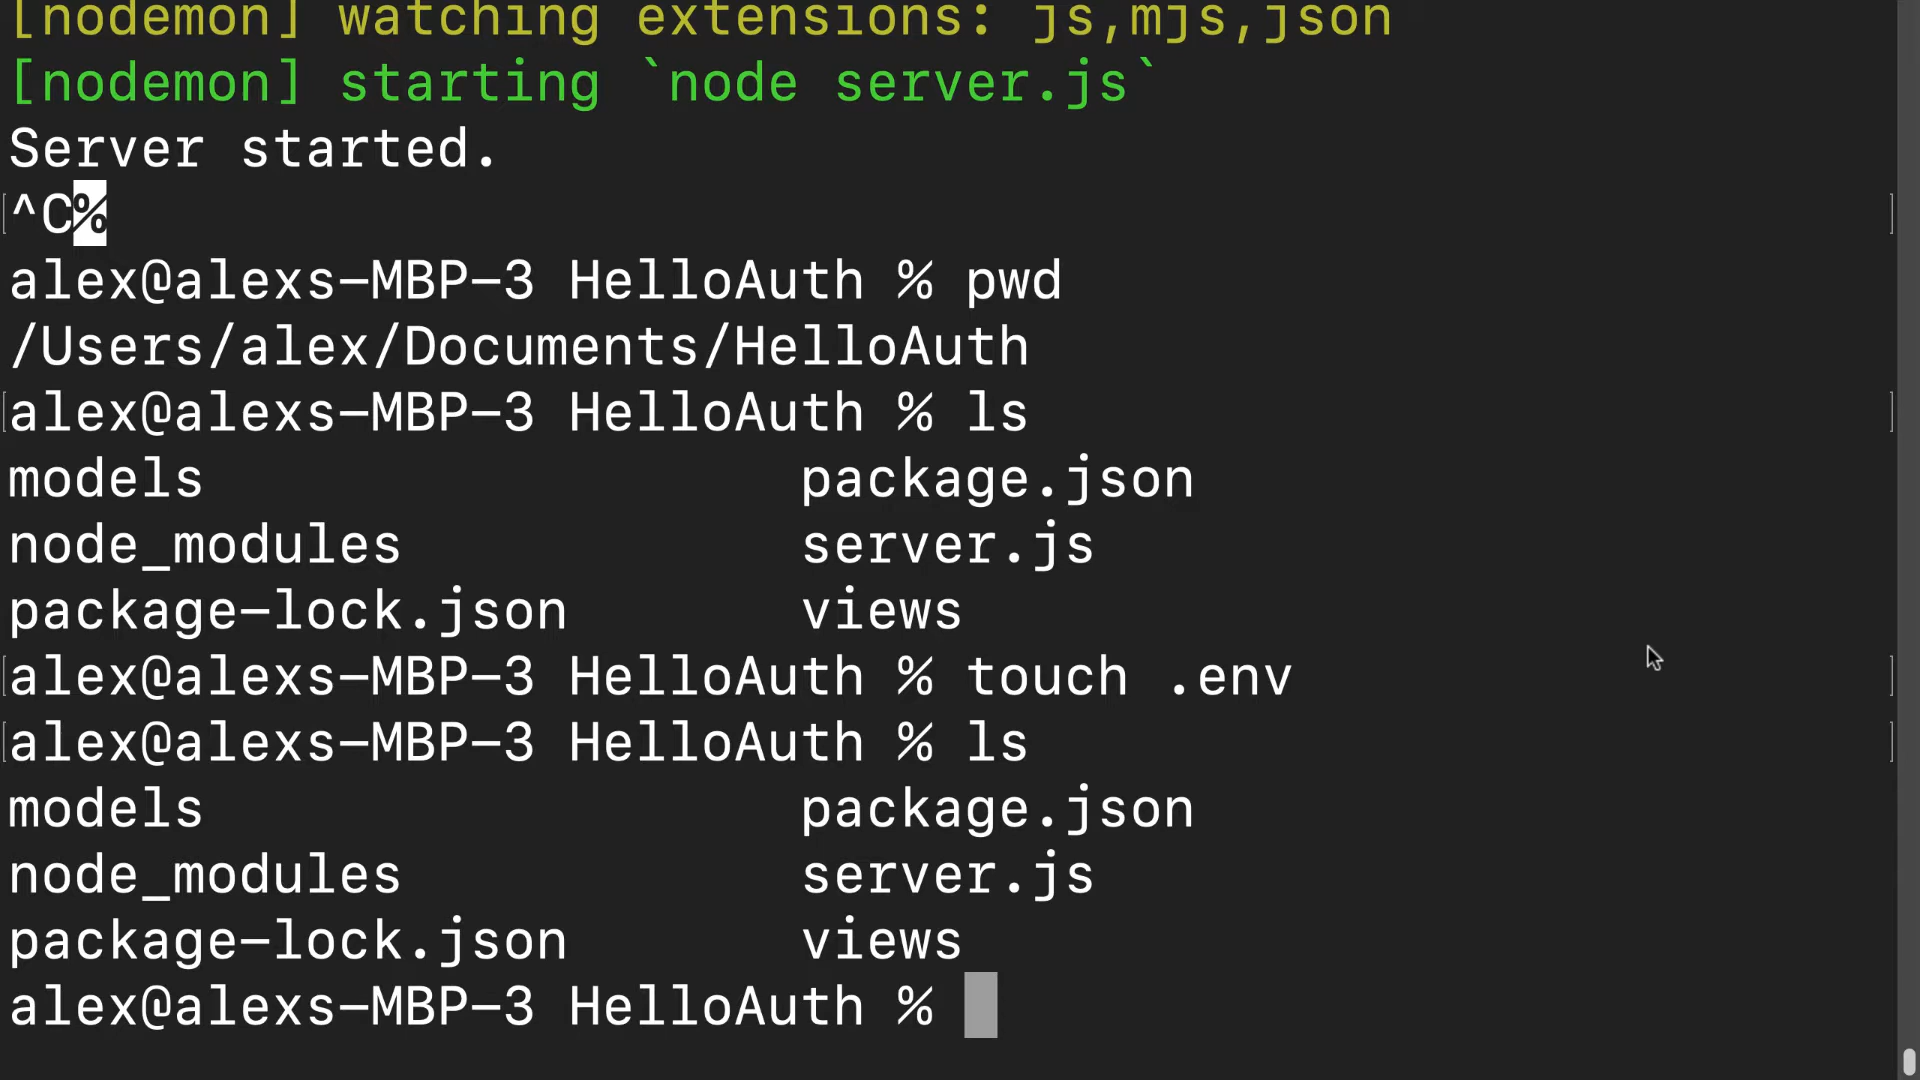 [nodemon] watching extensions: js,mjs,json
[nodemon] starting `node server.js`
Server started.
^C%
alex@alexs-MBP-3 HelloAuth % pwd
/Users/alex/Documents/HelloAuth
alex@alexs-MBP-3 HelloAuth % ls
models package.json
node_modules server.js
package-lock.json views
alex@alexs-MBP-3 HelloAuth % touch .env
alex@alexs-MBP-3 HelloAuth % ls
models package.json
node_modules server.js
package-lock.json views
alex@alexs-MBP-3 HelloAuth %